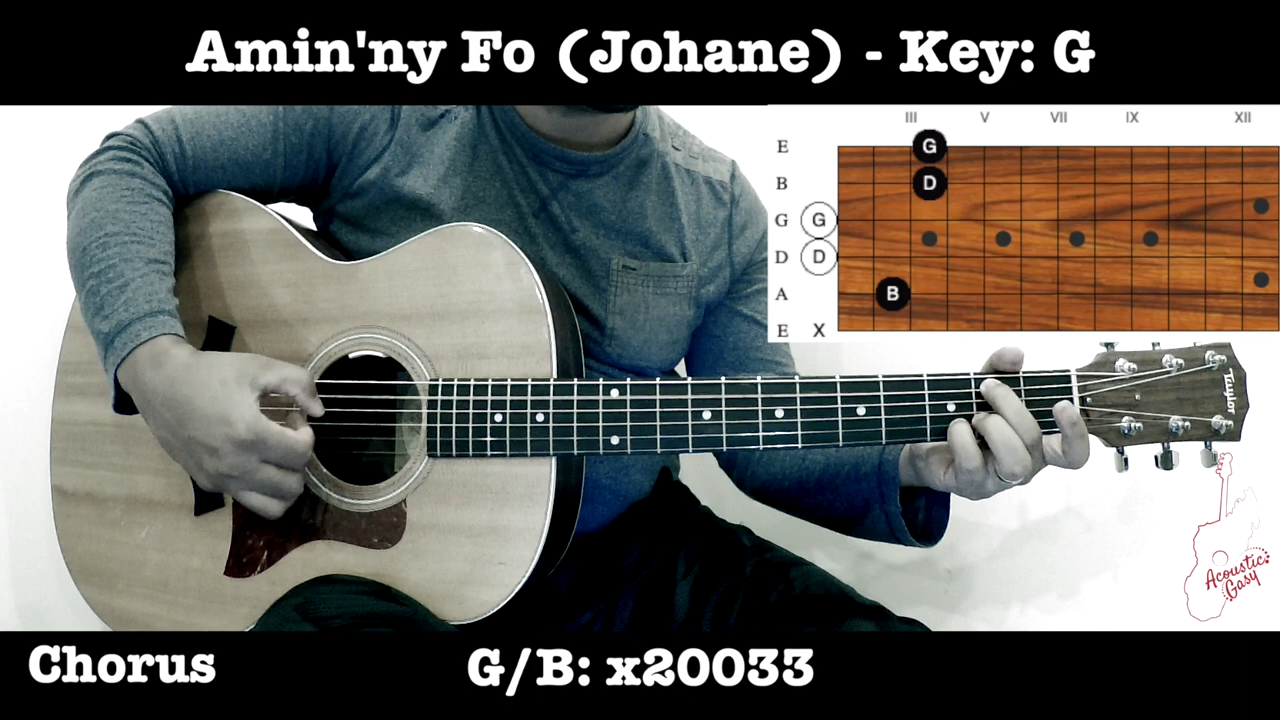 Amin'ny Fo (Johane) - Key: G
III V VII IX XII
E G
B D
G G
D D
A B
E X
Taylor
Acoustic
Gasy
Chorus
G/B: x20033